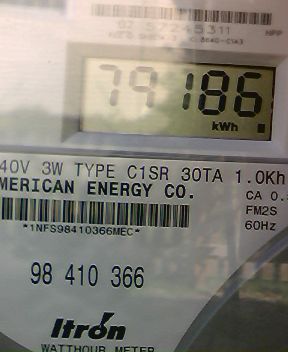 79186
kWh
40V 3W TYPE C1SR 30TA 1.0Kh
MERICAN ENERGY CO.
CA 0.
FM2S
*1NFS98410366MEC*
60Hz
98 410 366
Itrón
WATTHOUR METER